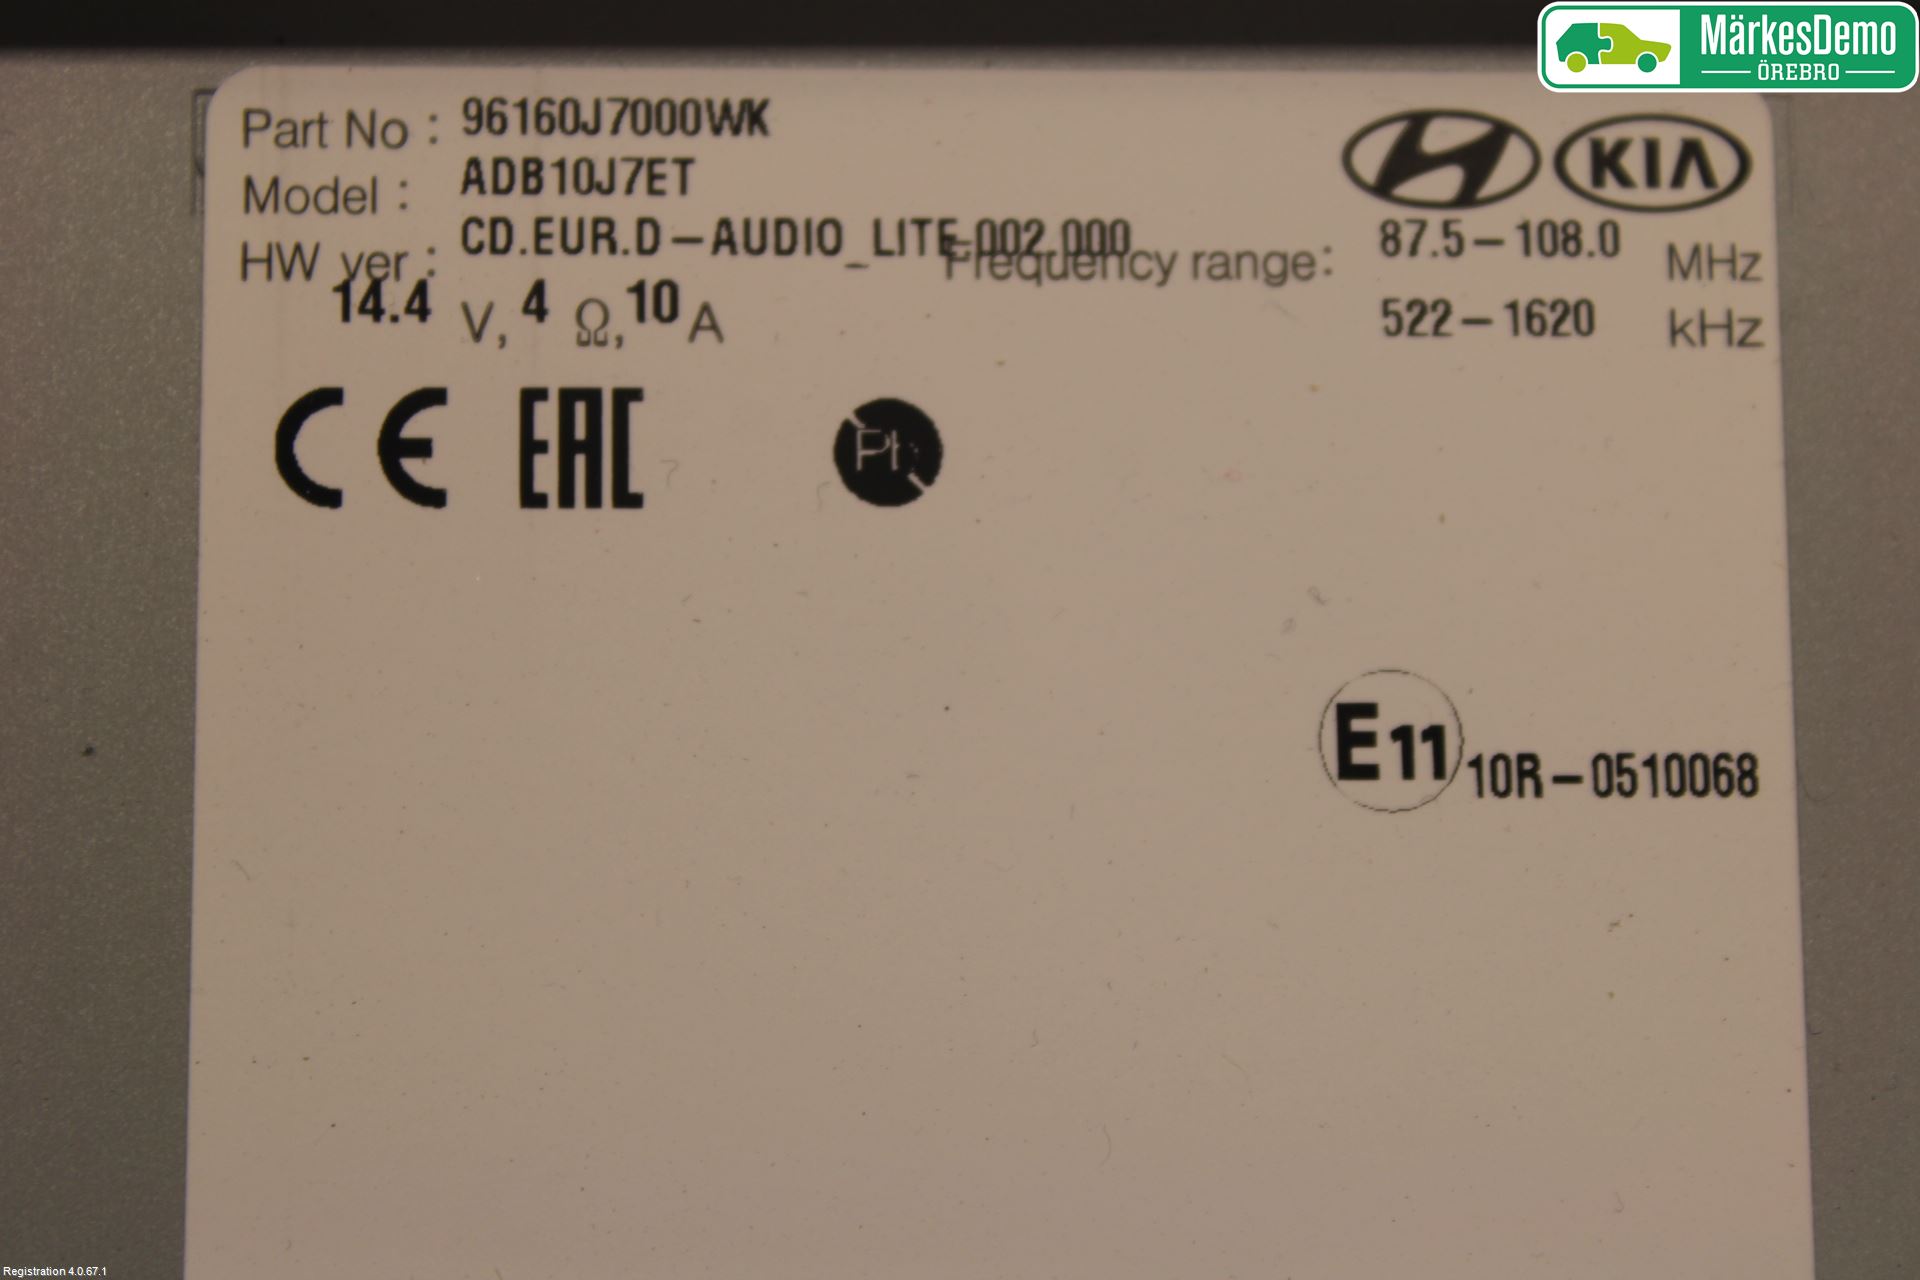 MärkesDemo
ÖREBRO
Part No : 96160J7000WK
Model : ADB10J7ET
KIA
HW ver : CD.EUR.D-AUDIO_LITE.002.000
Frequency range: 87.5-108.0 MHz
14.4 V, 4 Ω, 10 A
522-1620 kHz
CE EAC
E11 10R-0510068
Registration 4.0.67.1